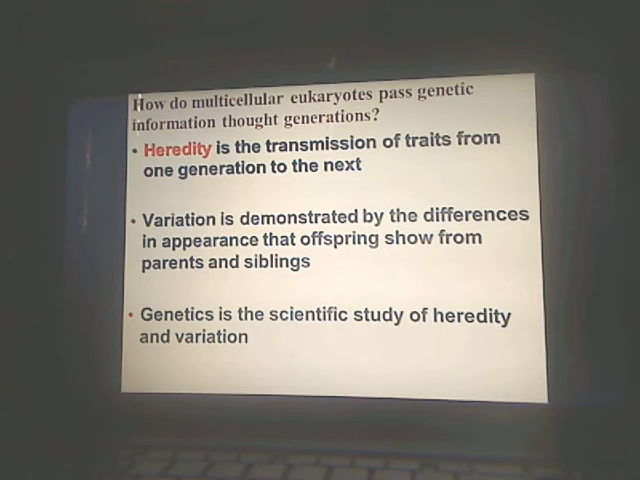 How do multicellular eukaryotes pass genetic
information thought generations?
• Heredity is the transmission of traits from
one generation to the next
• Variation is demonstrated by the differences
in appearance that offspring show from
parents and siblings
• Genetics is the scientific study of heredity
and variation